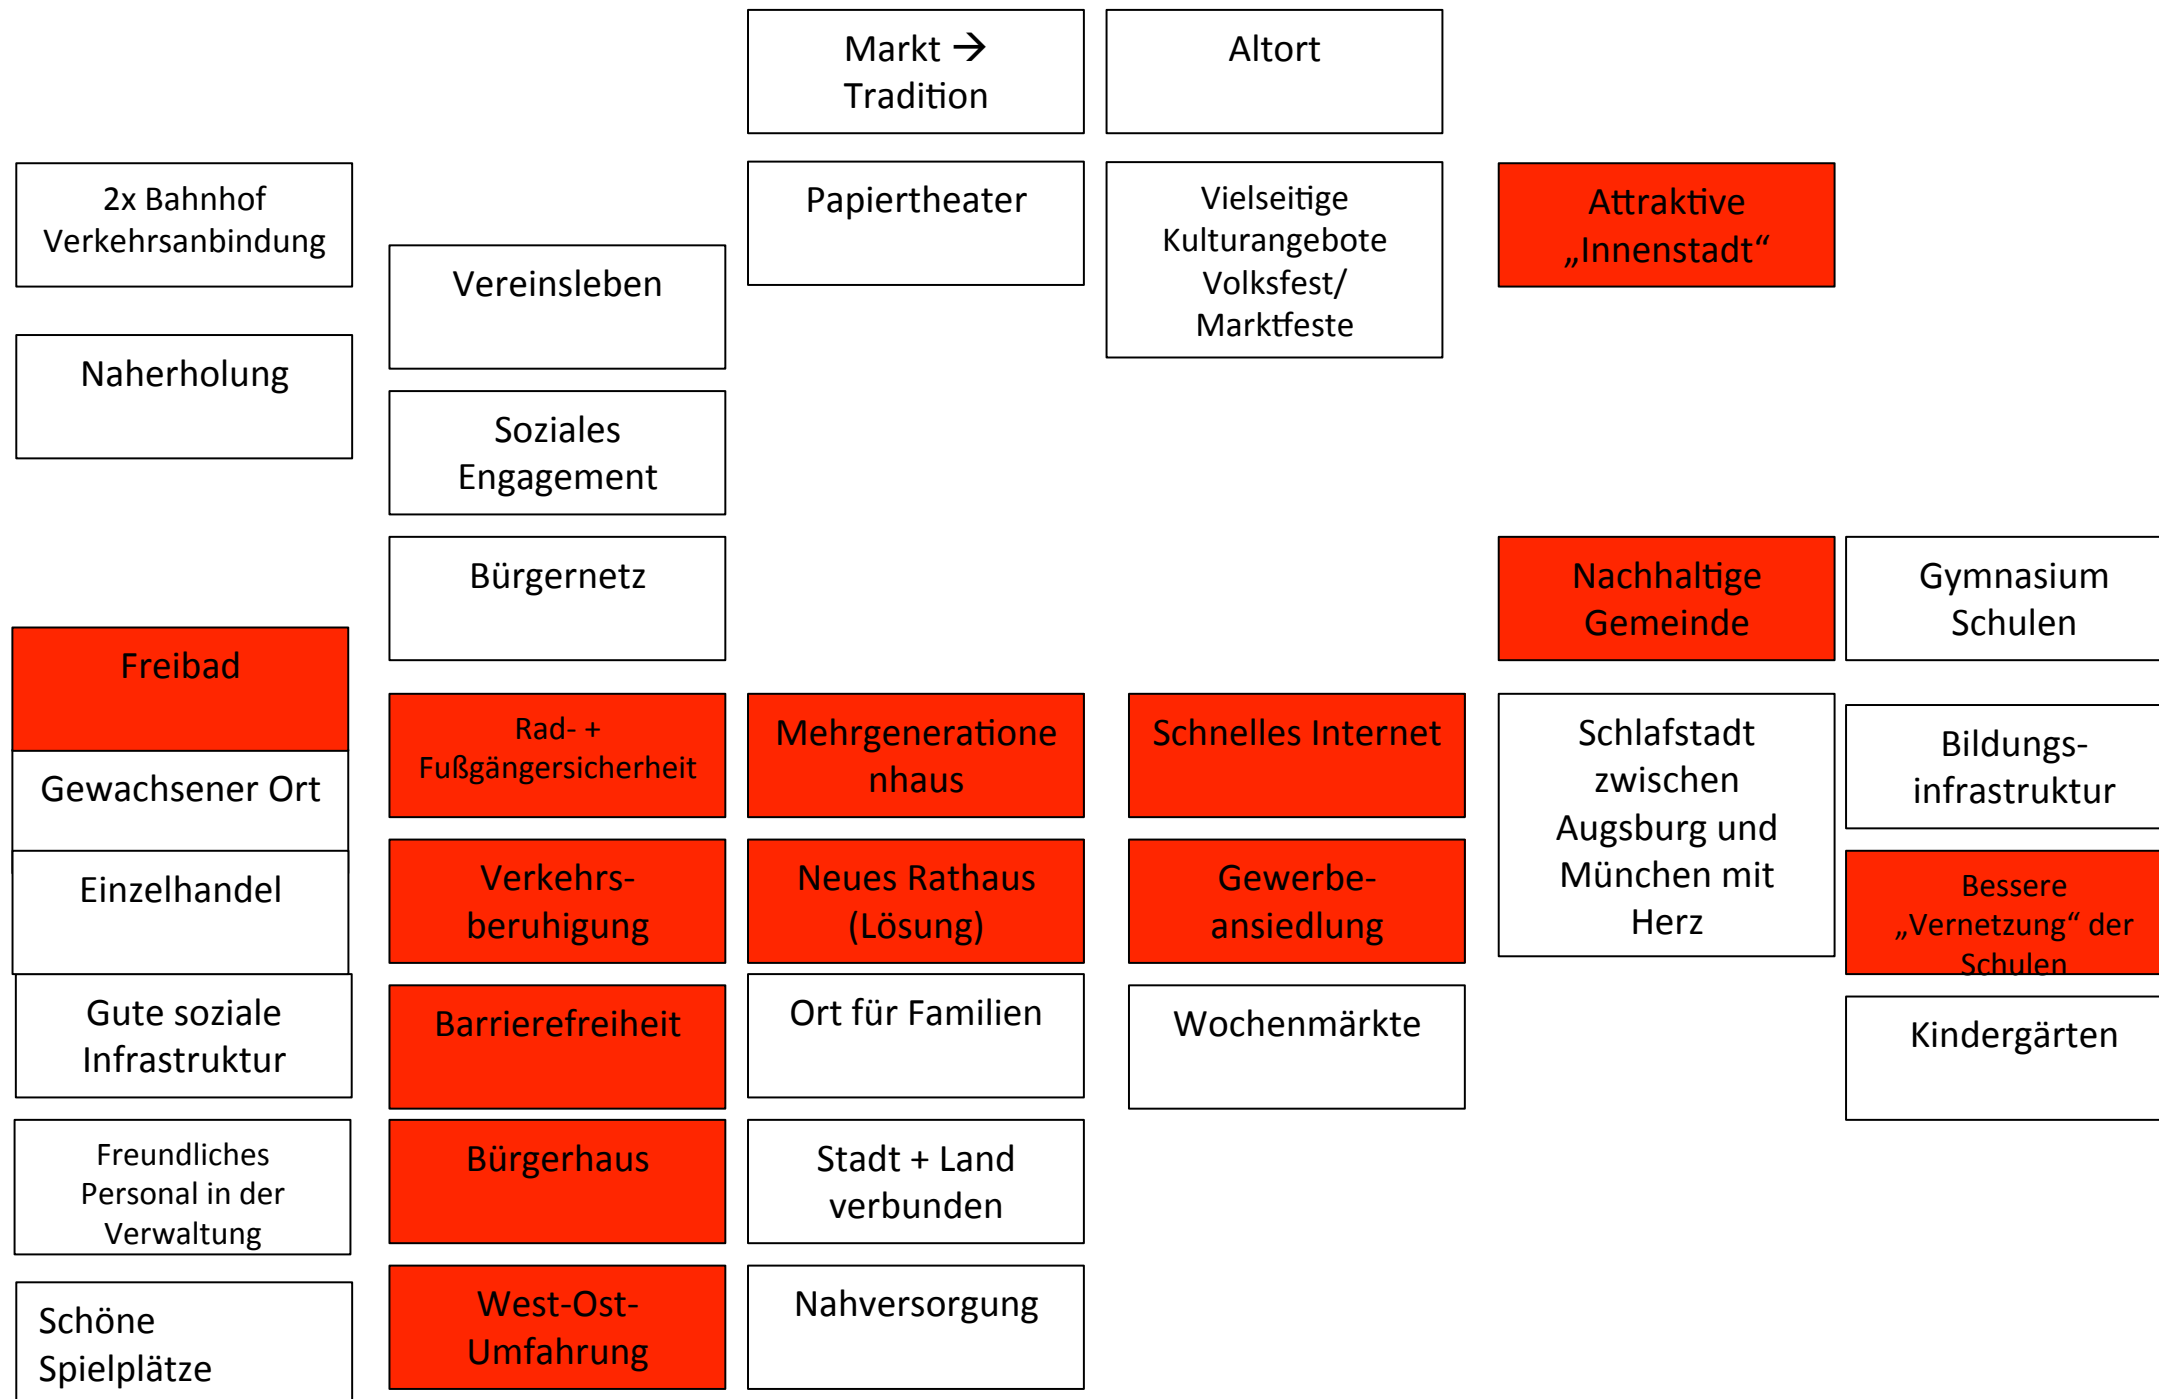 Markt →
Tradition
Altort
2x Bahnhof
Verkehrsanbindung
Papiertheater
Vielseitige
Kulturangebote
Volksfest/
Marktfeste
Attraktive
„Innenstadt“
Vereinsleben
Naherholung
Soziales
Engagement
Bürgernetz
Nachhaltige
Gemeinde
Gymnasium
Schulen
Freibad
Rad- +
Fußgängersicherheit
Mehrgeneratione
nhaus
Schnelles Internet
Schlafstadt
zwischen
Augsburg und
München mit
Herz
Bildungs-
infrastruktur
Gewachsener Ort
Einzelhandel
Verkehrs-
beruhigung
Neues Rathaus
(Lösung)
Gewerbe-
ansiedlung
Bessere
„Vernetzung“ der
Schulen
Gute soziale
Infrastruktur
Barrierefreiheit
Ort für Familien
Wochenmärkte
Kindergärten
Freundliches
Personal in der
Verwaltung
Bürgerhaus
Stadt + Land
verbunden
Schöne
Spielplätze
West-Ost-
Umfahrung
Nahversorgung